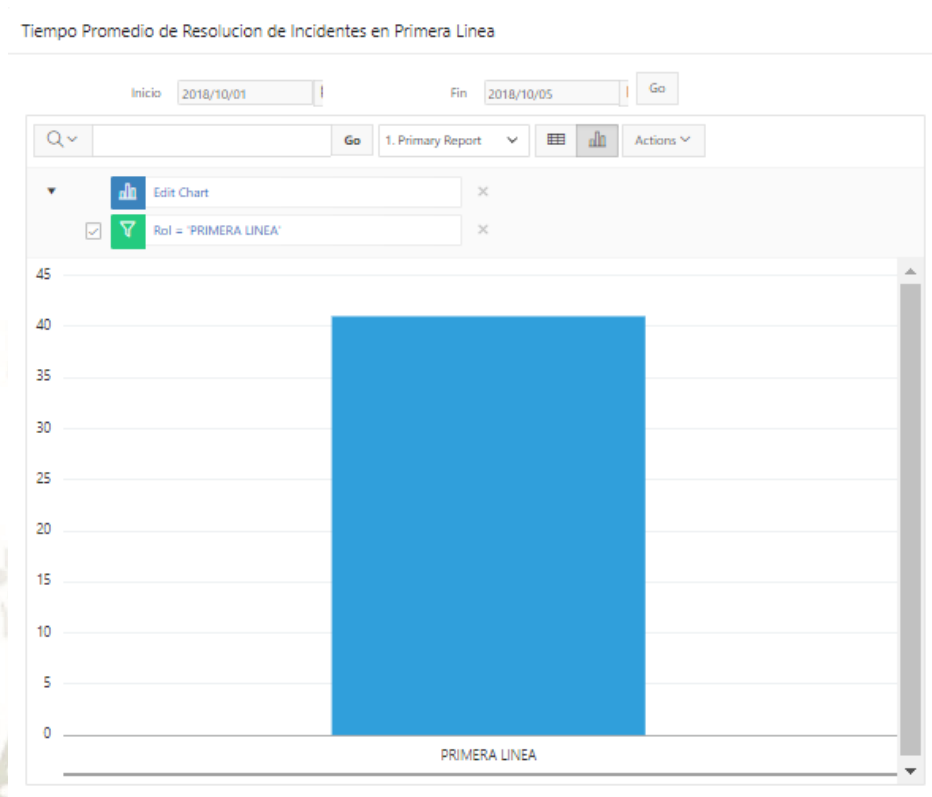 Tiempo Promedio de Resolucion de Incidentes en Primera Linea
Inicio 2018/10/01 Fin 2018/10/05 Go
Go 1. Primary Report Actions
Edit Chart
Rol = 'PRIMERA LINEA'
45
40
35
30
25
20
15
10
5
0
PRIMERA LINEA